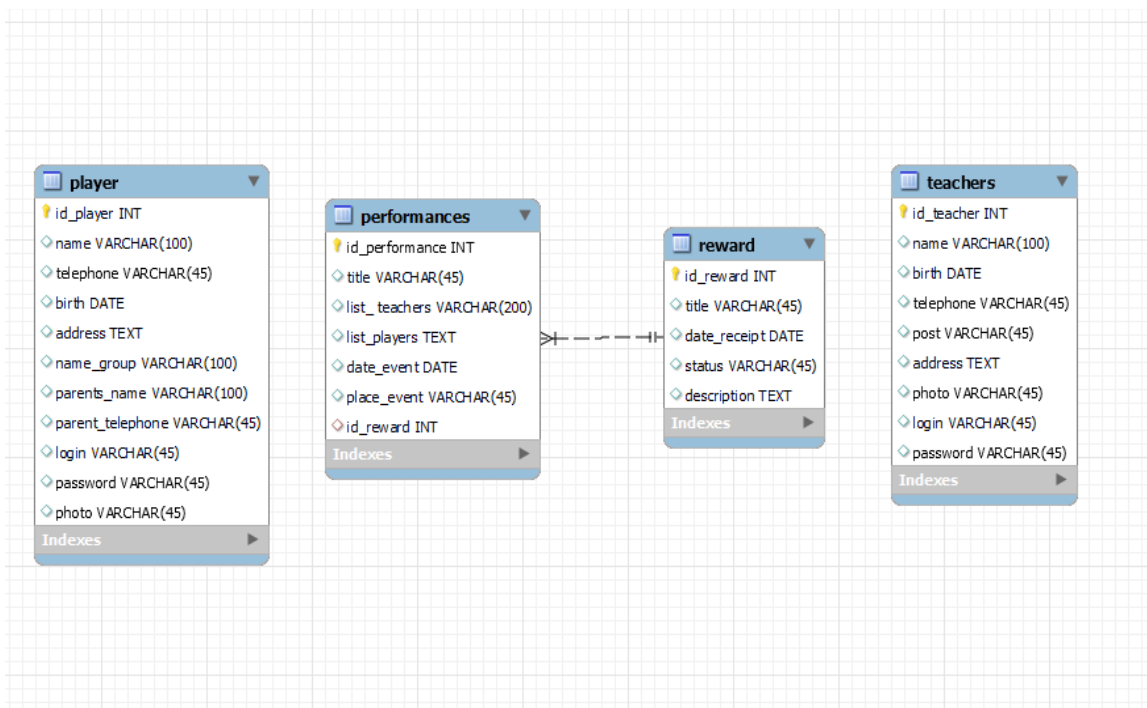 player
id_player INT
name VARCHAR(100)
telephone VARCHAR(45)
birth DATE
address TEXT
name_group VARCHAR(100)
parents_name VARCHAR(100)
parent_telephone VARCHAR(45)
login VARCHAR(45)
password VARCHAR(45)
photo VARCHAR(45)
Indexes
performances
id_performance INT
title VARCHAR(45)
list_ teachers VARCHAR(200)
list_players TEXT
date_event DATE
place_event VARCHAR(45)
id_reward INT
Indexes
reward
id_reward INT
title VARCHAR(45)
date_receipt DATE
status VARCHAR(45)
description TEXT
Indexes
teachers
id_teacher INT
name VARCHAR(100)
birth DATE
telephone VARCHAR(45)
post VARCHAR(45)
address TEXT
photo VARCHAR(45)
login VARCHAR(45)
password VARCHAR(45)
Indexes